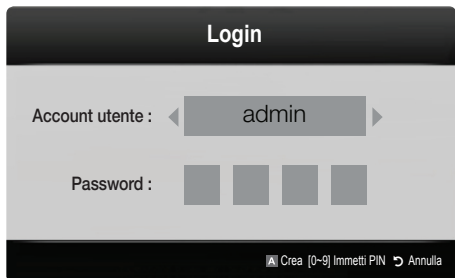 Login
Account utente : admin
Password :
A Crea [0~9] Immetti PIN Annulla